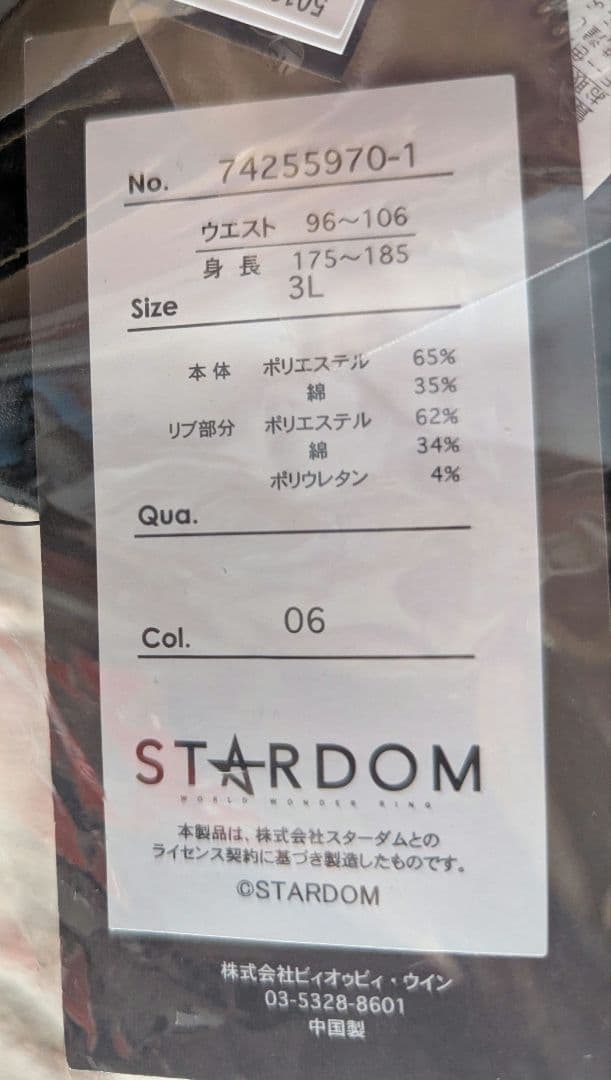 501
No. 74255970-1
ウエスト 96〜106
身長 175〜185
Size 3L
本体 ポリエステル 65%
綿 35%
リブ部分 ポリエステル 62%
綿 34%
ポリウレタン 4%
Qua.
Col. 06
STARDOM
WORLD WONDER RING
本製品は、株式会社スターダムとの
ライセンス契約に基づき製造したものです。
©STARDOM
株式会社ビィオゥビィ・ウイン
03-5328-8601
中国製